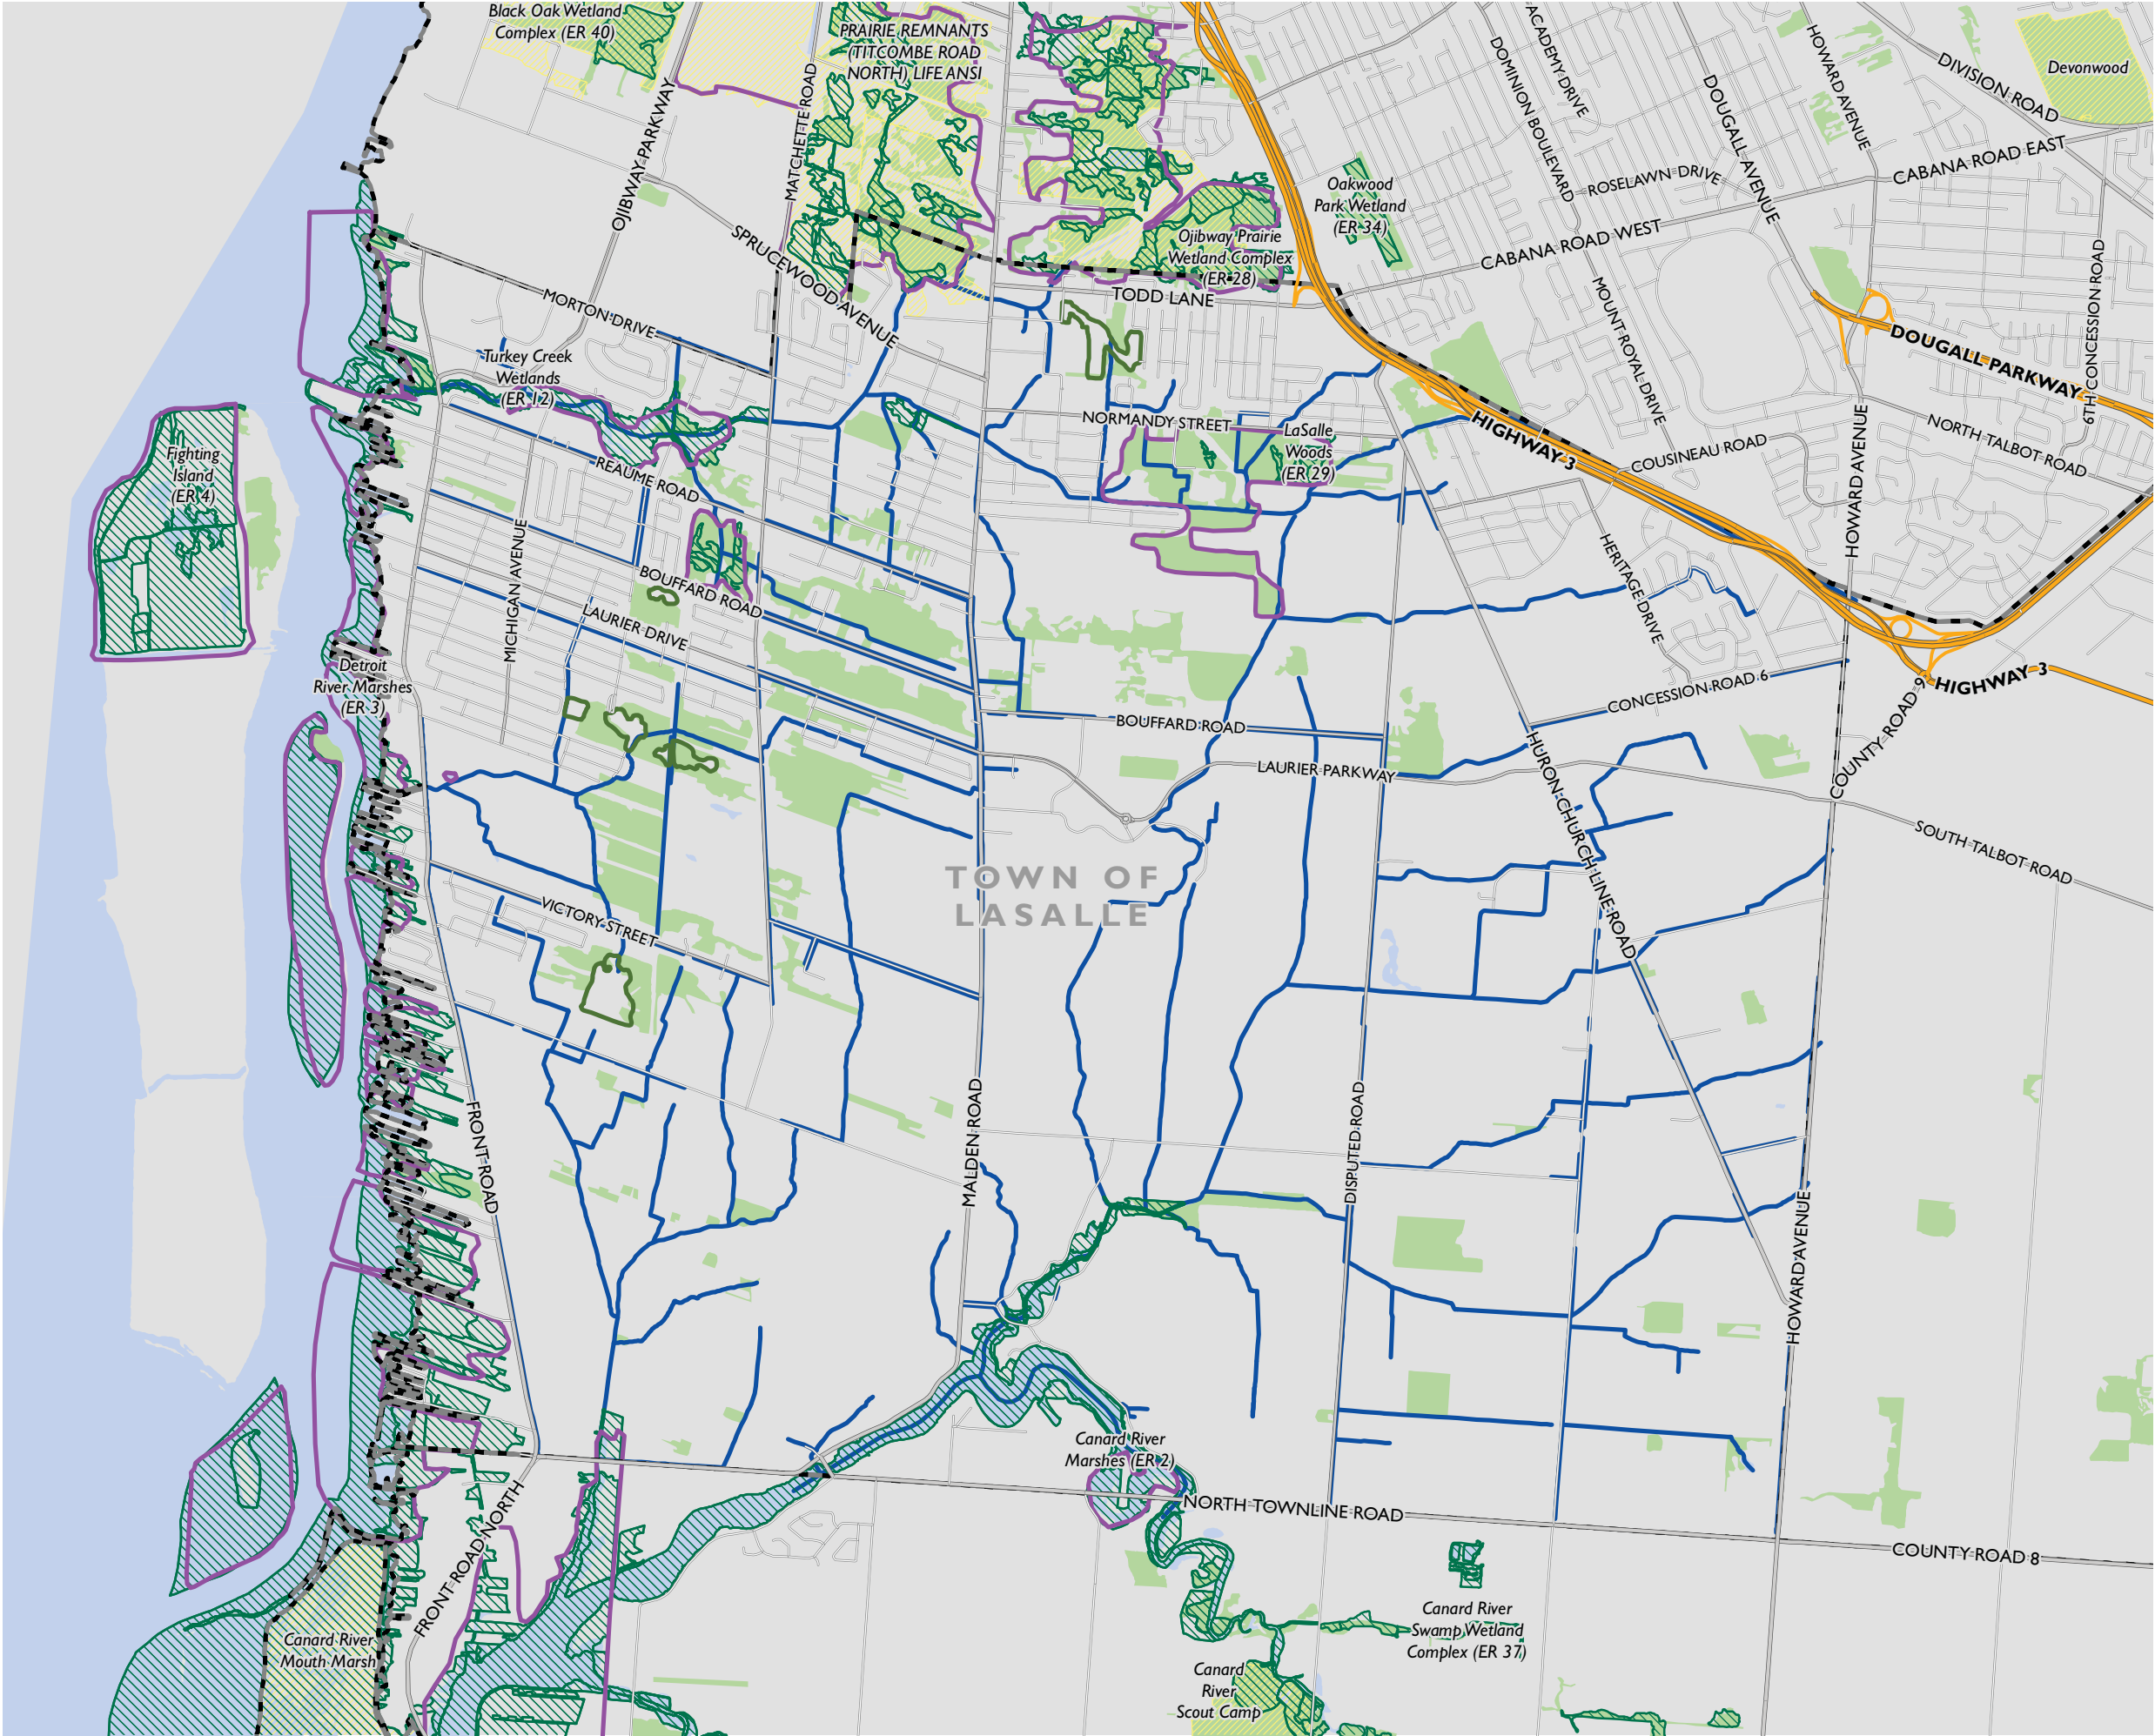 Black Oak Wetland
Complex (ER 40)
PRAIRIE REMNANTS
(TITCOMBE ROAD
NORTH) LIFE ANSI
MATCHETTE ROAD
OJIBWAY PARKWAY
DOMINION BOULEVARD
ACADEMY DRIVE
DOUGALL AVENUE
HOWARD AVENUE
DIVISION ROAD
Devonwood
CABANA ROAD EAST
ROSELAWN DRIVE
Oakwood
Park Wetland
(ER 34)
CABANA ROAD WEST
Ojibway Prairie
Wetland Complex
(ER 28)
TODD LANE
SPRUCEWOOD AVENUE
MORTON DRIVE
MOUNT ROYAL DRIVE
6TH CONCESSION ROAD
DOUGALL PARKWAY
Turkey Creek
Wetlands
(ER 12)
NORMANDY STREET
LaSalle
Woods
(ER 29)
HIGHWAY 3
COUSINEAU ROAD
NORTH TALBOT ROAD
HOWARD AVENUE
Fighting
Island
(ER 4)
REAUME ROAD
MICHIGAN AVENUE
BOUFFARD ROAD
LAURIER DRIVE
HERITAGE DRIVE
Detroit
River Marshes
(ER 3)
CONCESSION ROAD 6
HIGHWAY 3
COUNTY ROAD 9
BOUFFARD ROAD
LAURIER PARKWAY
HURON CHURCH LINE ROAD
SOUTH TALBOT ROAD
TOWN OF
LASALLE
VICTORY STREET
FRONT ROAD
MALDEN ROAD
DISPUTED ROAD
HOWARD AVENUE
Canard River
Marshes (ER 2)
NORTH TOWNLINE ROAD
COUNTY ROAD 8
FRONT ROAD NORTH
Canard River
Swamp Wetland
Complex (ER 37)
Canard River
Mouth Marsh
Canard
River
Scout Camp